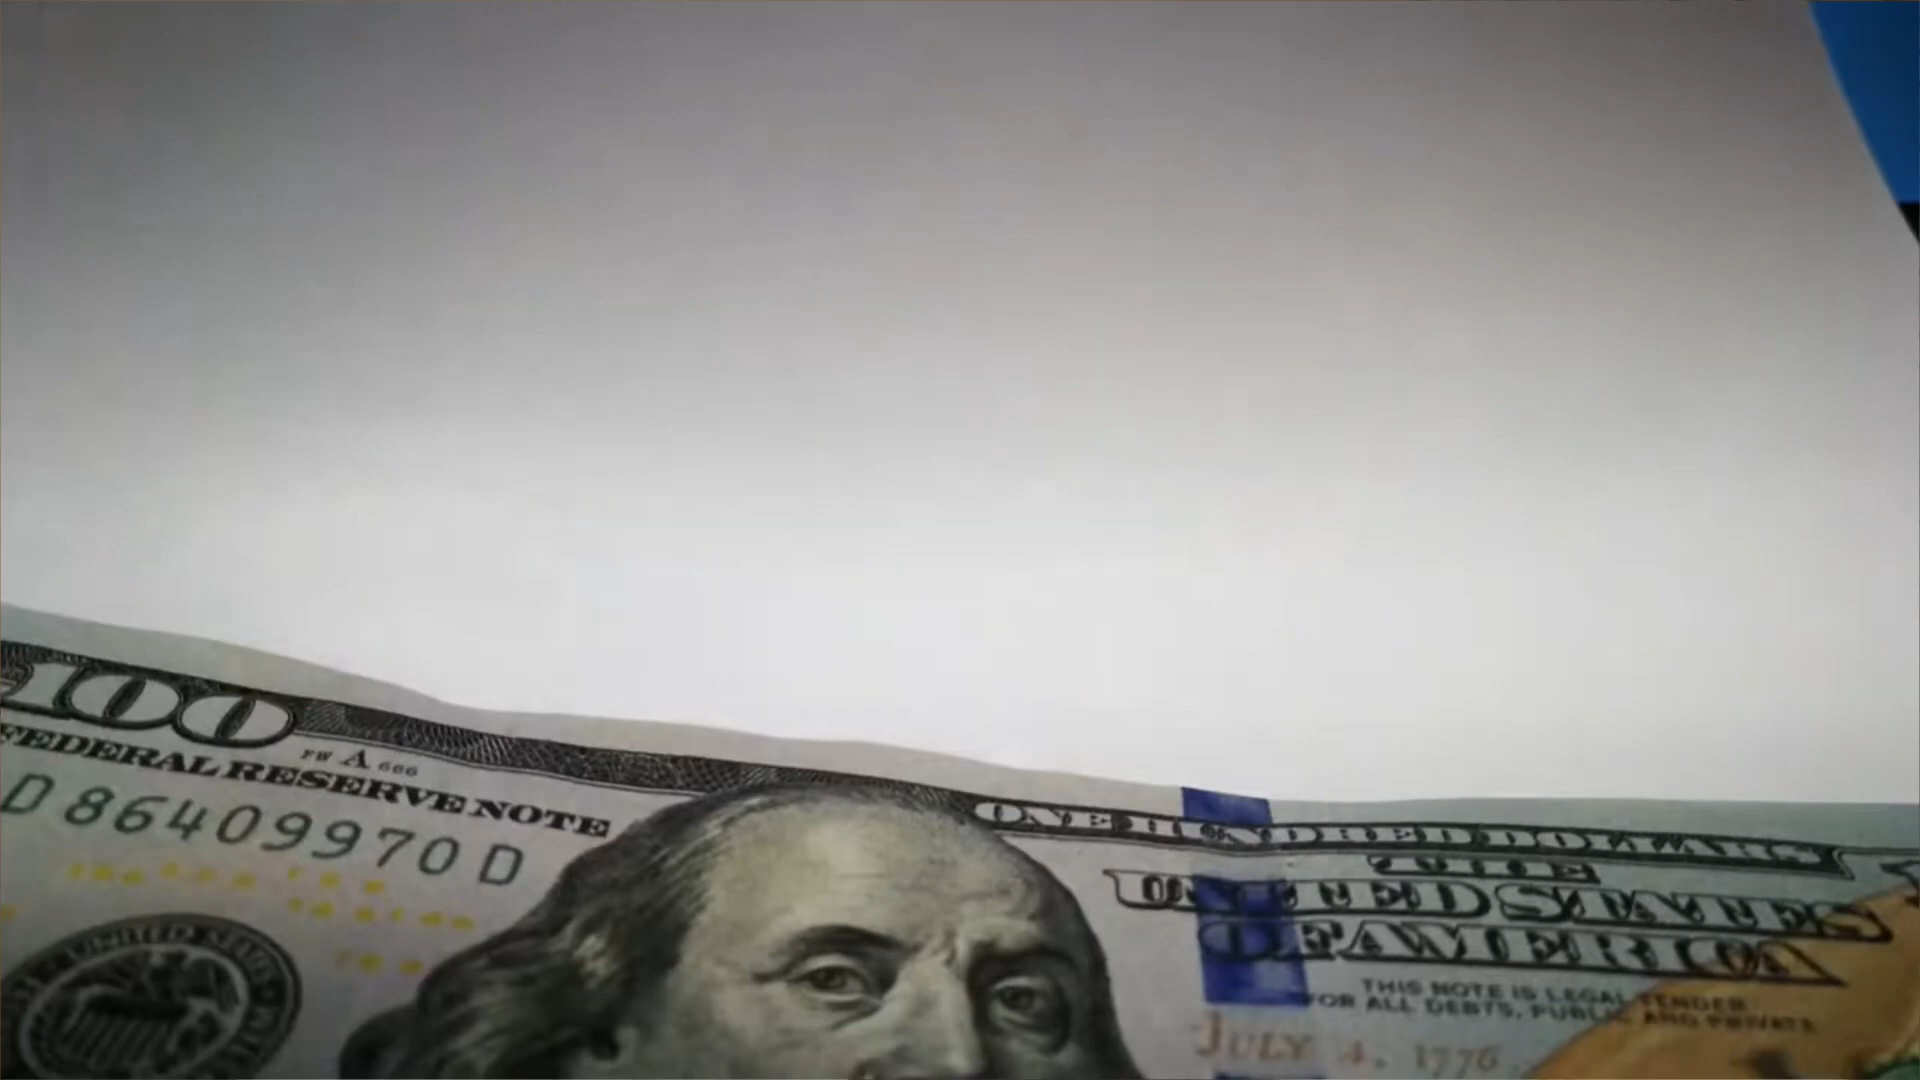 100
FW A 666
FEDERAL RESERVE NOTE
D 86409970 D
ONE HUNDRED DOLLARS
THE
UNITED STATES
OF AMERICA
THIS NOTE IS LEGAL TENDER
FOR ALL DEBTS, PUBLIC AND PRIVATE
JULY 4, 1776